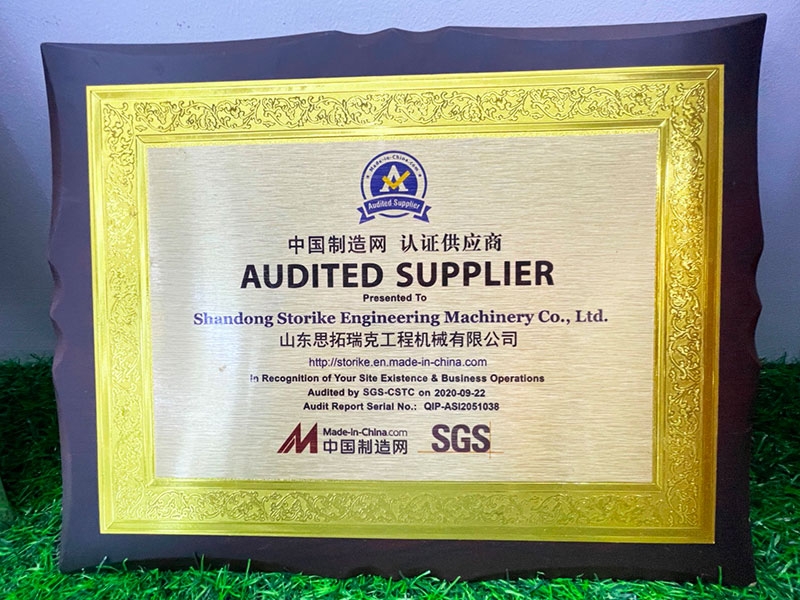 Made-in-China.com
A
Audited Supplier
中国制造网 认证供应商
AUDITED SUPPLIER
Presented To
Shandong Storike Engineering Machinery Co., Ltd.
山东思拓瑞克工程机械有限公司
http://storike.en.made-in-china.com
In Recognition of Your Site Existence & Business Operations
Audited by SGS-CSTC on 2020-09-22
Audit Report Serial No.: QIP-ASI2051038
Made-in-China.com
中国制造网
SGS